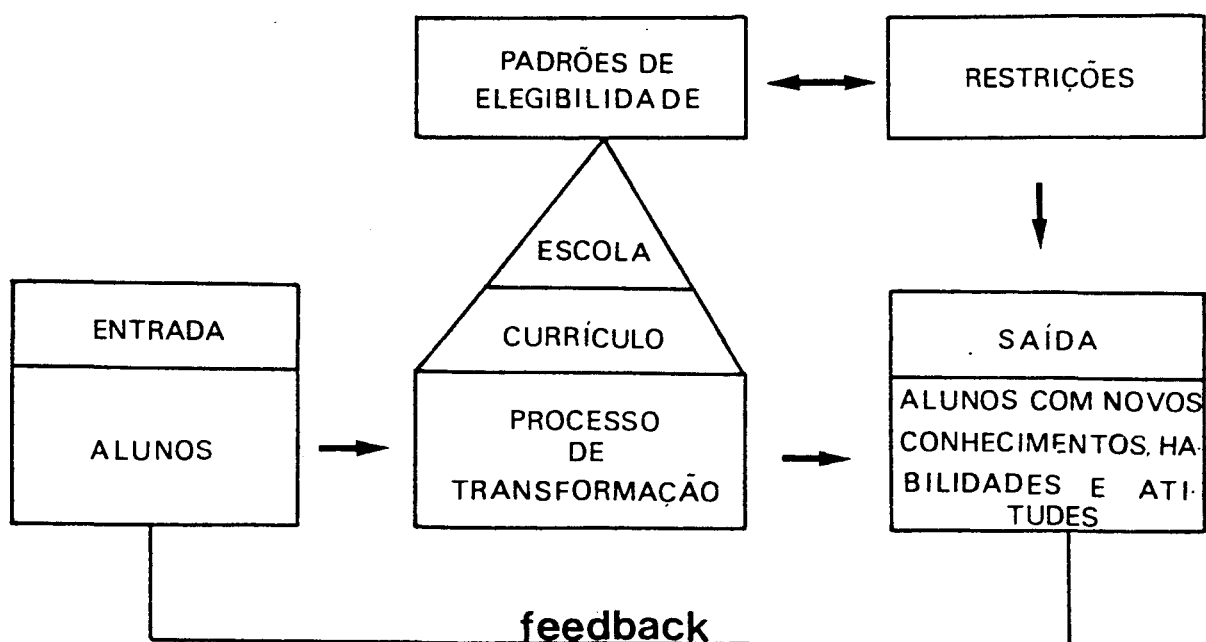 PADRÕES DE
ELEGIBILIDADE
RESTRIÇÕES
ESCOLA
CURRÍCULO
ENTRADA
ALUNOS
PROCESSO
DE
TRANSFORMAÇÃO
SAÍDA
ALUNOS COM NOVOS
CONHECIMENTOS, HA-
BILIDADES E ATI-
TUDES
feedback